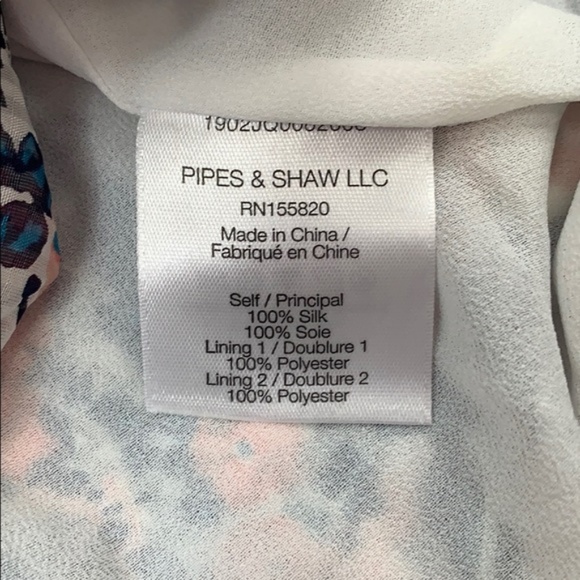 PIPES & SHAW LLC
RN155820
Made in China /
Fabriqué en Chine
Self / Principal
100% Silk
100% Soie
Lining 1 / Doublure 1
100% Polyester
Lining 2 / Doublure 2
100% Polyester